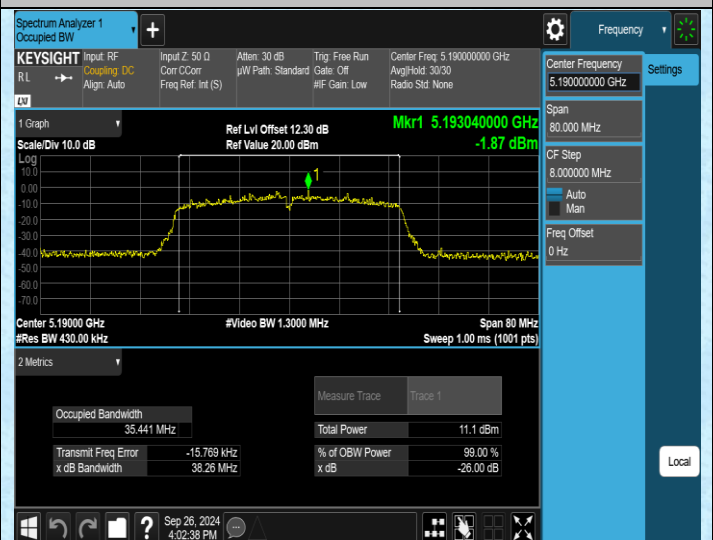 Spectrum Analyzer 1
Occupied BW
+
Frequency
KEYSIGHT
RL
LXI
Input: RF
Coupling: DC
Align: Auto
Input Z: 50 Ω
Corr CCorr
Freq Ref: Int (S)
Atten: 30 dB
µW Path: Standard
Trig: Free Run
Gate: Off
#IF Gain: Low
Center Freq: 5.190000000 GHz
Avg|Hold: 30/30
Radio Std: None
Center Frequency
5.190000000 GHz
Settings
Span
80.000 MHz
CF Step
8.000000 MHz
Auto
Man
Freq Offset
0 Hz
1 Graph
Scale/Div 10.0 dB
Ref Lvl Offset 12.30 dB
Ref Value 20.00 dBm
Mkr1 5.193040000 GHz
-1.87 dBm
Log
10.0
0.00
-10.0
-20.0
-30.0
-40.0
-50.0
-60.0
-70.0
1
Center 5.19000 GHz
#Res BW 430.00 kHz
#Video BW 1.3000 MHz
Span 80 MHz
Sweep 1.00 ms (1001 pts)
2 Metrics
Measure Trace
Trace 1
Occupied Bandwidth
35.441 MHz
Total Power
11.1 dBm
Transmit Freq Error
-15.769 kHz
% of OBW Power
99.00 %
x dB Bandwidth
38.26 MHz
x dB
-26.00 dB
Local
?
Sep 26, 2024
4:02:38 PM